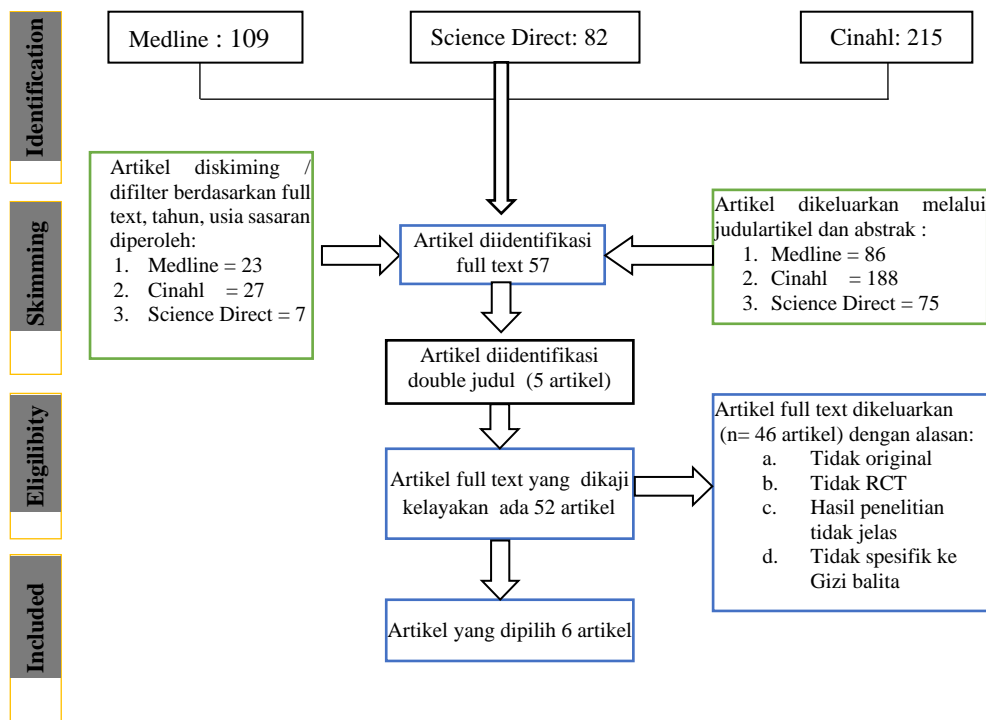 Identification
Medline : 109
Science Direct: 82
Cinahl: 215
Skimming
Artikel diskiming /
difilter berdasarkan full
text, tahun, usia sasaran
diperoleh:
1. Medline = 23
2. Cinahl = 27
3. Science Direct = 7
Artikel diidentifikasi
full text 57
Artikel dikeluarkan melalui
judulartikel dan abstrak :
1. Medline = 86
2. Cinahl = 188
3. Science Direct = 75
Artikel diidentifikasi
double judul (5 artikel)
Eligilibity
Artikel full text yang dikaji
kelayakan ada 52 artikel
Artikel full text dikeluarkan
(n= 46 artikel) dengan alasan:
a. Tidak original
b. Tidak RCT
c. Hasil penelitian
tidak jelas
d. Tidak spesifik ke
Gizi balita
Included
Artikel yang dipilih 6 artikel